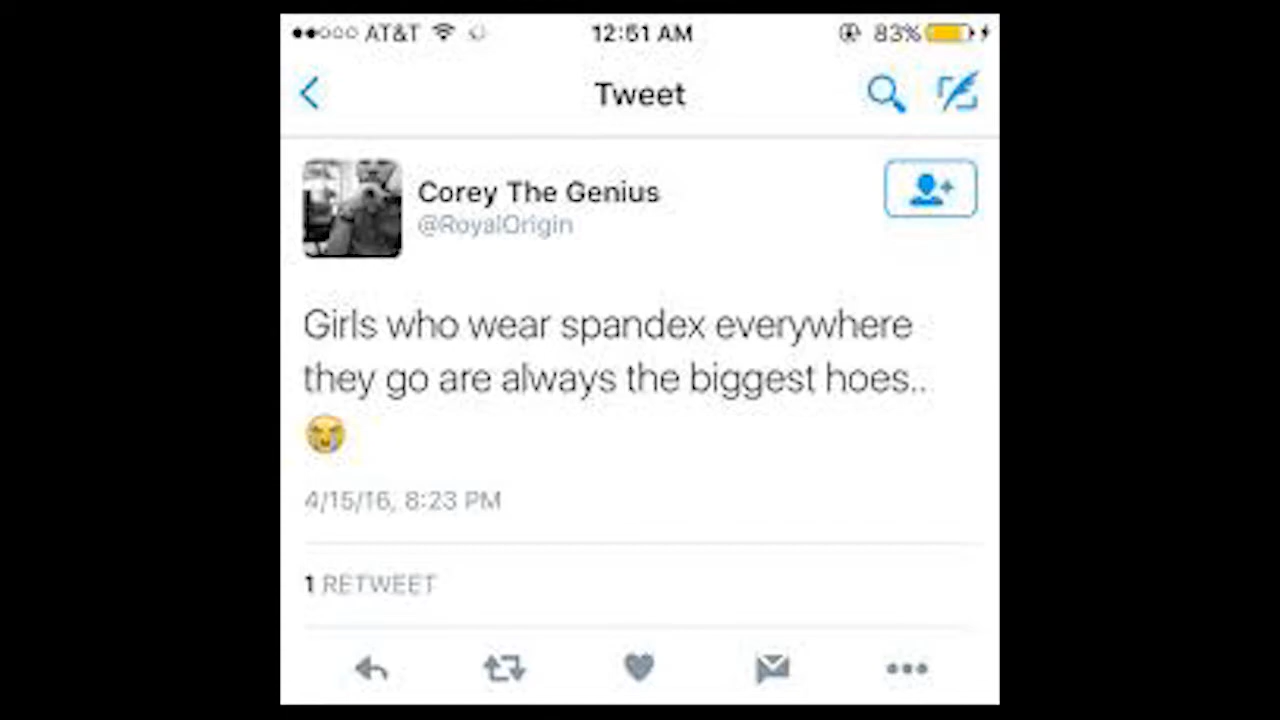 AT&T 12:51 AM 83%
Tweet
Corey The Genius
@RoyalOrigin
Girls who wear spandex everywhere
they go are always the biggest hoes..
😭
4/15/16, 8:23 PM
1 RETWEET